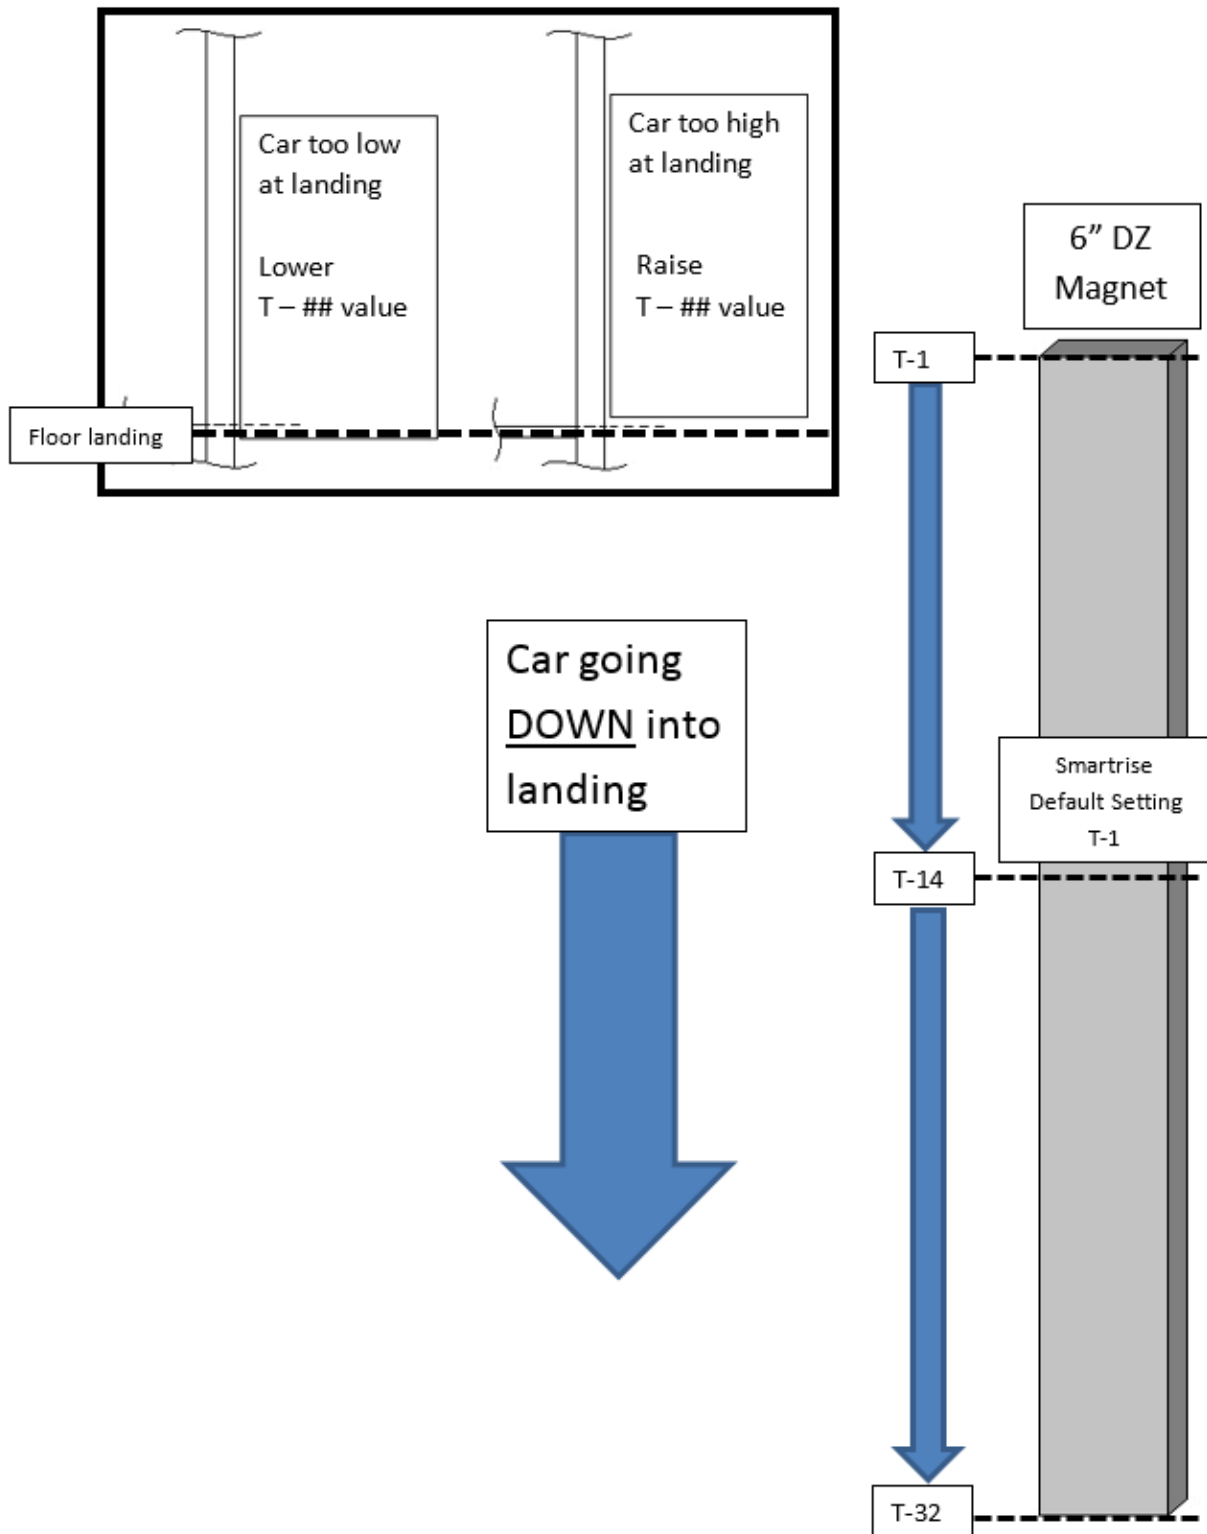 Car too low
at landing
Lower
T – ## value
Car too high
at landing
Raise
T – ## value
Floor landing
6” DZ
Magnet
T-1
Car going
DOWN into
landing
Smartrise
Default Setting
T-1
T-14
T-32